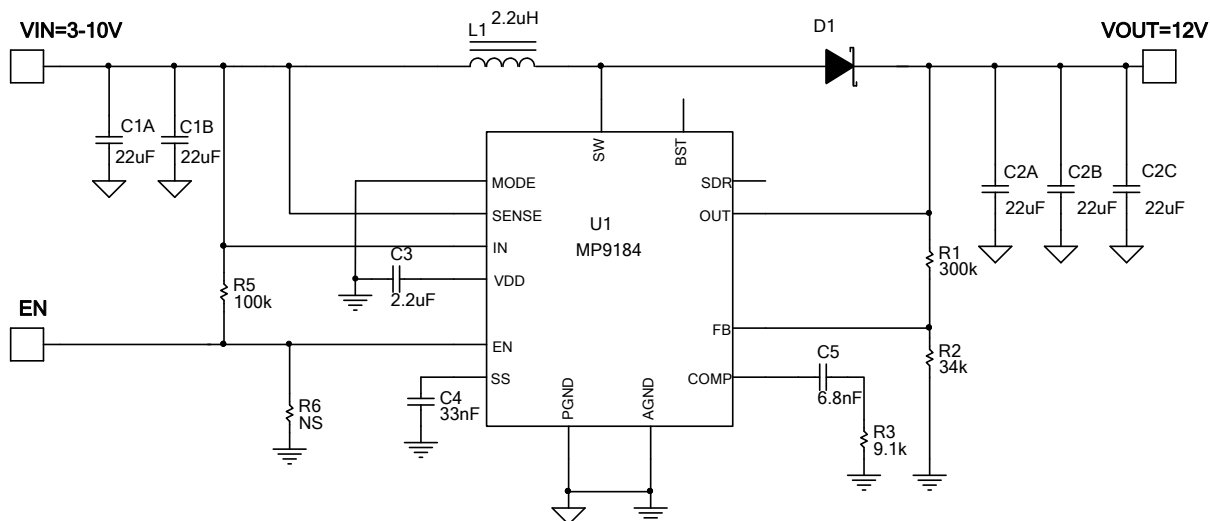 VIN=3-10V
L1
2.2uH
D1
VOUT=12V
C1A
22uF
C1B
22uF
SW
BST
MODE
SDR
SENSE
OUT
U1
MP9184
IN
C3
2.2uF
VDD
C2A
22uF
C2B
22uF
C2C
22uF
R1
300k
R5
100k
EN
EN
FB
R2
34k
SS
COMP
C5
6.8nF
C4
33nF
R6
NS
PGND
AGND
R3
9.1k